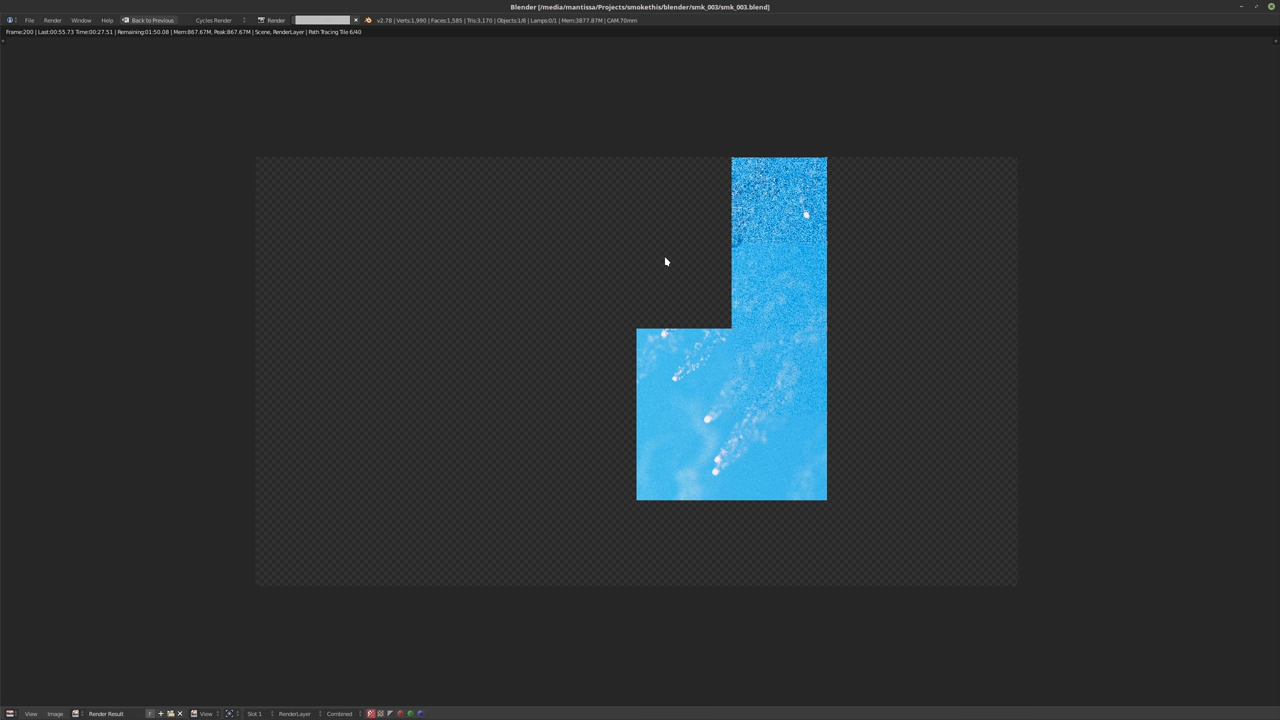 Blender [/media/mantissa/Projects/smokethis/blender/smk_003/smk_003.blend]
File Render Window Help Back to Previous Cycles Render Render v2.78 | Verts:1,990 | Faces:1,585 | Tris:3,170 | Objects:1/8 | Lamps:0/1 | Mem:3877.87M | CAM.70mm
Frame:200 | Last:00:55.73 Time:00:27.51 | Remaining:01:50.08 | Mem:867.67M, Peak:867.67M | Scene, RenderLayer | Path Tracing Tile 6/40
View Image Render Result F View Slot 1 RenderLayer Combined